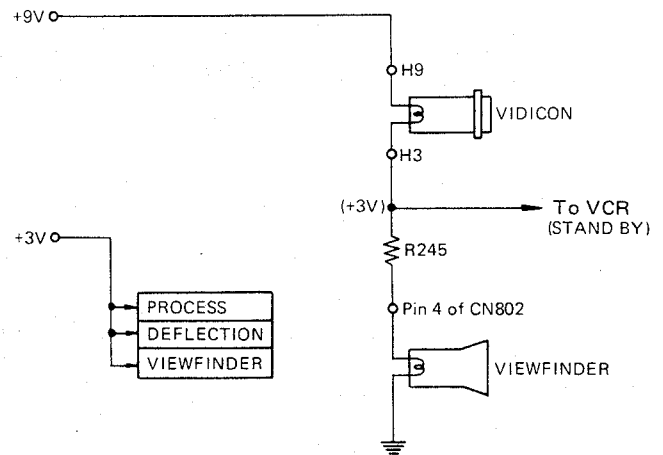 +9V
H9
VIDICON
H3
(+3V)
To VCR
(STAND BY)
+3V
R245
PROCESS
Pin 4 of CN802
DEFLECTION
VIEWFINDER
VIEWFINDER